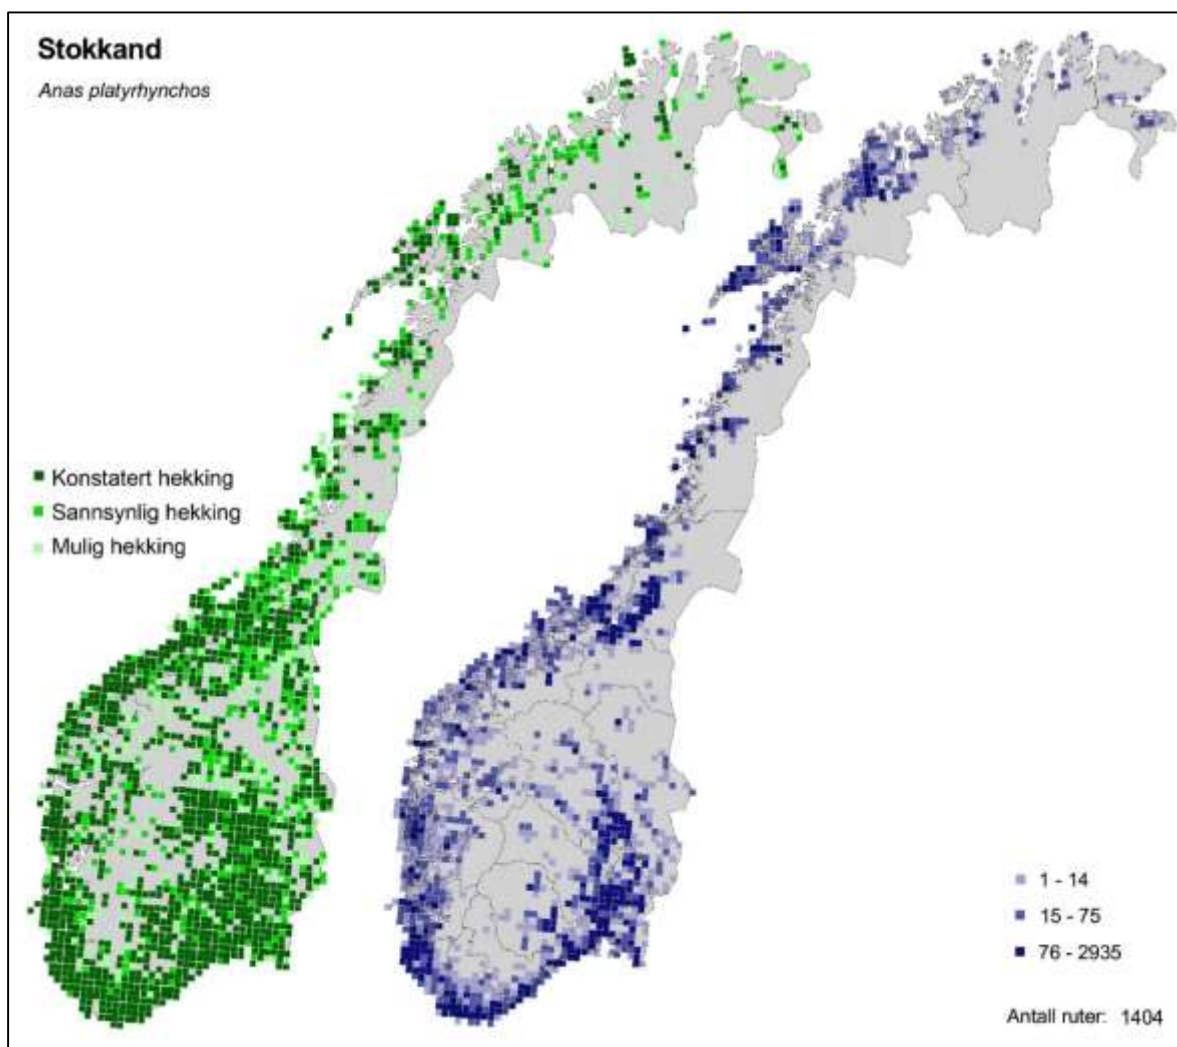 Stokkand
Anas platyrhynchos
Konstatert hekking
Sannsynlig hekking
Mulig hekking
1 - 14
15 - 75
76 - 2935
Antall ruter: 1404